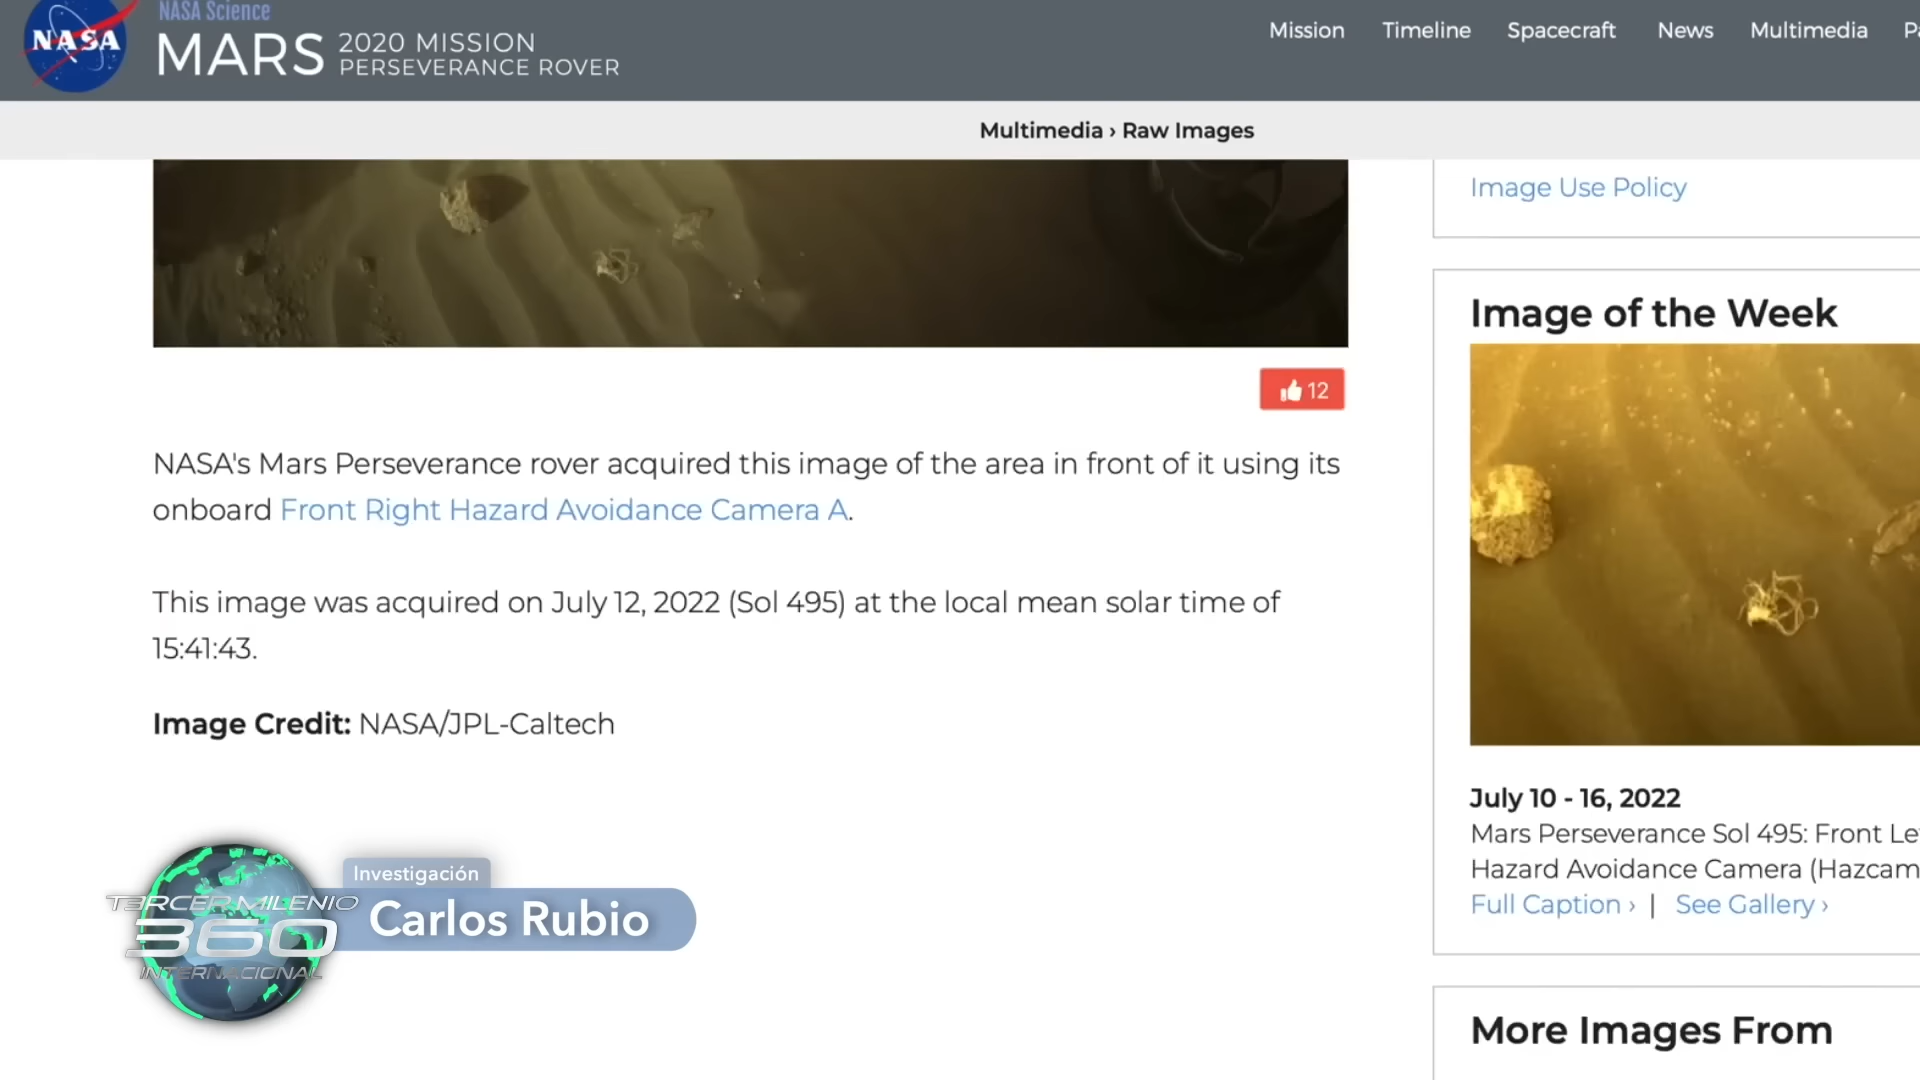 NASA
NASA Science
MARS 2020 MISSION
PERSEVERANCE ROVER
Mission Timeline Spacecraft News Multimedia
Multimedia › Raw Images
Image Use Policy
12
NASA's Mars Perseverance rover acquired this image of the area in front of it using its
onboard Front Right Hazard Avoidance Camera A.
This image was acquired on July 12, 2022 (Sol 495) at the local mean solar time of
15:41:43.
Image Credit: NASA/JPL-Caltech
Image of the Week
July 10 - 16, 2022
Mars Perseverance Sol 495: Front Le
Hazard Avoidance Camera (Hazcam
Full Caption › | See Gallery ›
More Images From
Investigación
Carlos Rubio
TERCER MILENIO
360
INTERNACIONAL